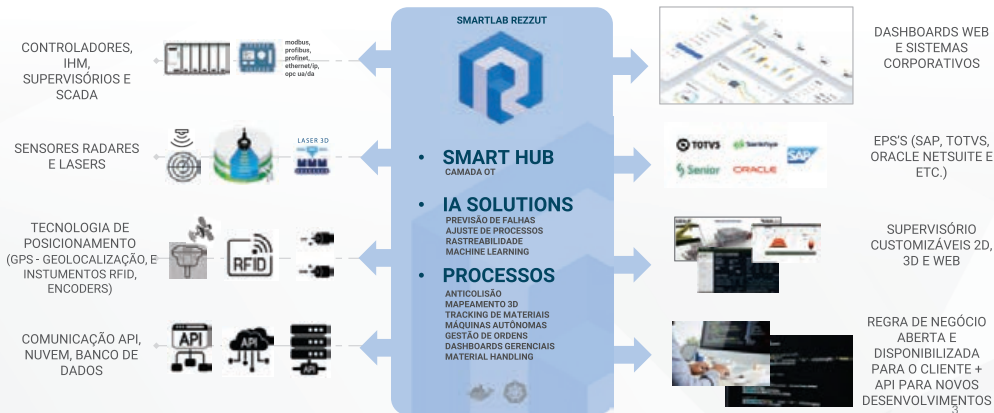 CONTROLADORES,
IHM,
SUPERVISÓRIOS E
SCADA
modbus,
profibus,
profinet,
ethernet/ip,
opc ua/da
SENSORES RADARES
E LASERS
LASER 3D
TECNOLOGIA DE
POSICIONAMENTO
(GPS - GEOLOCALIZAÇÃO, E
INSTUMENTOS RFID,
ENCODERS)
RFID
COMUNICAÇÃO API,
NUVEM, BANCO DE
DADOS
API
API
API
SMARTLAB REZZUT
• SMART HUB
CAMADA OT
• IA SOLUTIONS
PREVISÃO DE FALHAS
AJUSTE DE PROCESSOS
RASTREABILIDADE
MACHINE LEARNING
• PROCESSOS
ANTICOLISÃO
MAPEAMENTO 3D
TRACKING DE MATERIAIS
MÁQUINAS AUTÔNOMAS
GESTÃO DE ORDENS
DASHBOARDS GERENCIAIS
MATERIAL HANDLING
DASHBOARDS WEB
E SISTEMAS
CORPORATIVOS
TOTVS
Sankhya
SAP
Senior
ORACLE
EPS'S (SAP, TOTVS,
ORACLE NETSUITE E
ETC.)
SUPERVISÓRIO
CUSTOMIZÁVEIS 2D,
3D E WEB
REGRA DE NEGÓCIO
ABERTA E
DISPONIBILIZADA
PARA O CLIENTE +
API PARA NOVOS
DESENVOLVIMENTOS
3